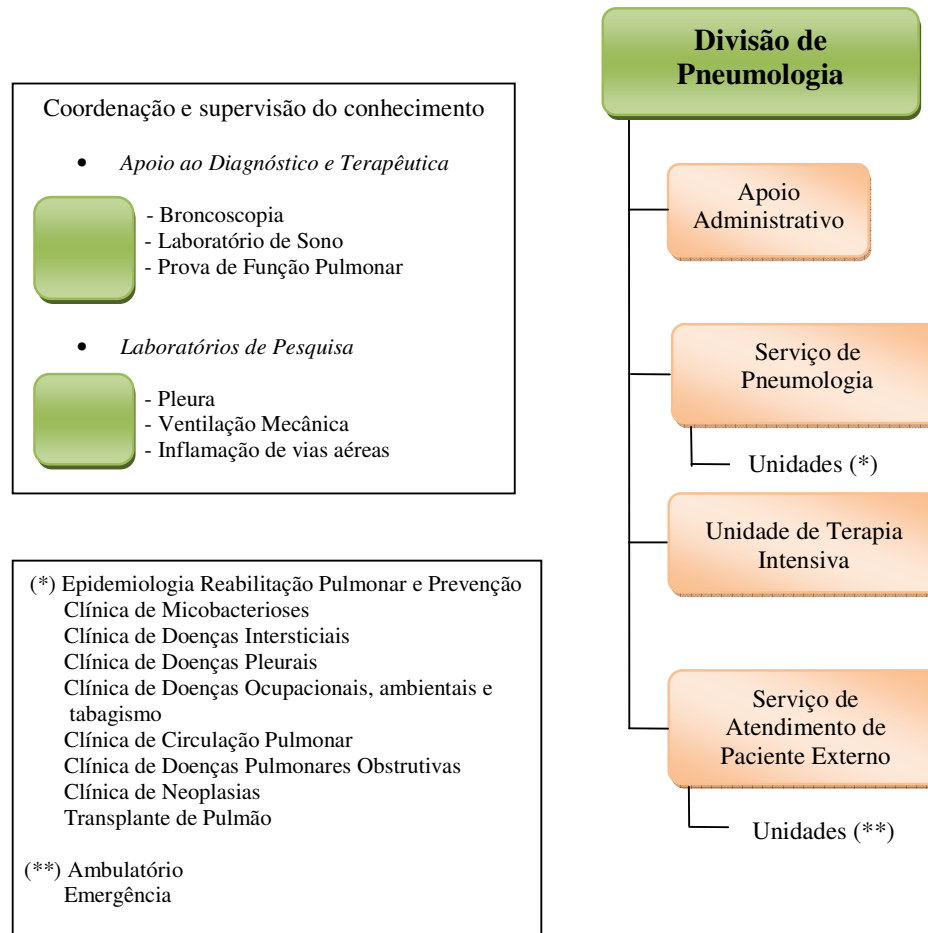 Coordenação e supervisão do conhecimento
• Apoio ao Diagnóstico e Terapêutica
- Broncoscopia
- Laboratório de Sono
- Prova de Função Pulmonar
• Laboratórios de Pesquisa
- Pleura
- Ventilação Mecânica
- Inflamação de vias aéreas
(*) Epidemiologia Reabilitação Pulmonar e Prevenção
Clínica de Micobacterioses
Clínica de Doenças Intersticiais
Clínica de Doenças Pleurais
Clínica de Doenças Ocupacionais, ambientais e
tabagismo
Clínica de Circulação Pulmonar
Clínica de Doenças Pulmonares Obstrutivas
Clínica de Neoplasias
Transplante de Pulmão
(**) Ambulatório
Emergência
Divisão de
Pneumologia
Apoio
Administrativo
Serviço de
Pneumologia
Unidades (*)
Unidade de Terapia
Intensiva
Serviço de
Atendimento de
Paciente Externo
Unidades (**)